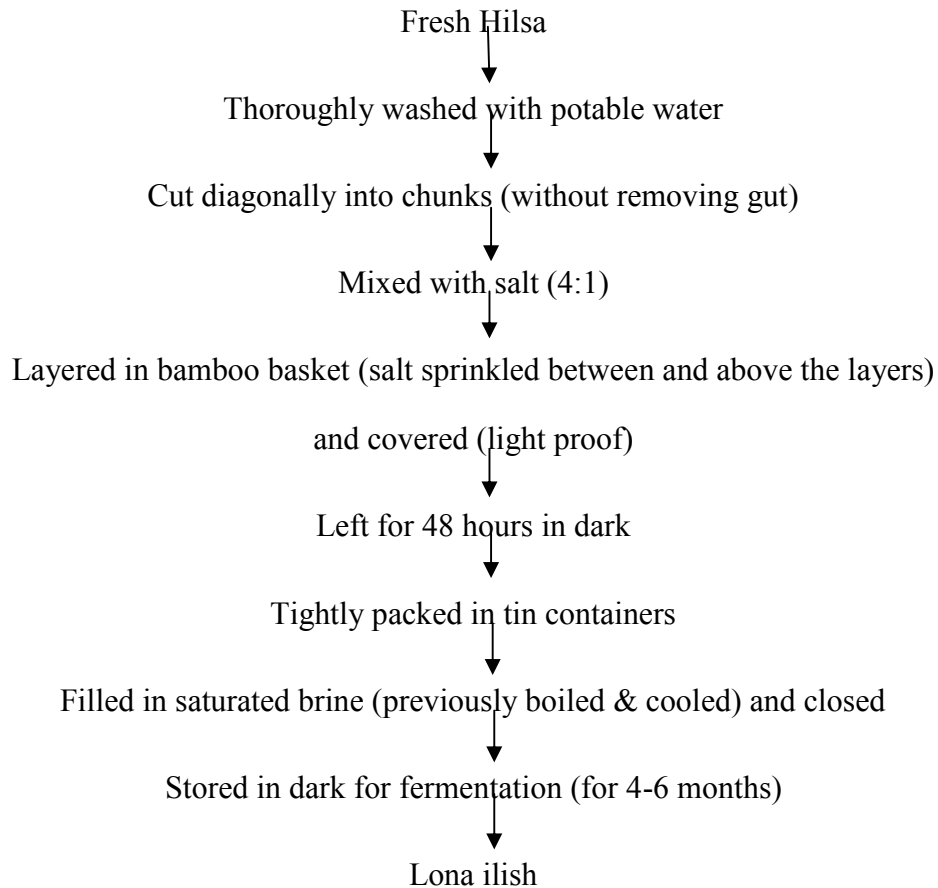 Fresh Hilsa
Thoroughly washed with potable water
Cut diagonally into chunks (without removing gut)
Mixed with salt (4:1)
Layered in bamboo basket (salt sprinkled between and above the layers)
and covered (light proof)
Left for 48 hours in dark
Tightly packed in tin containers
Filled in saturated brine (previously boiled & cooled) and closed
Stored in dark for fermentation (for 4-6 months)
Lona ilish